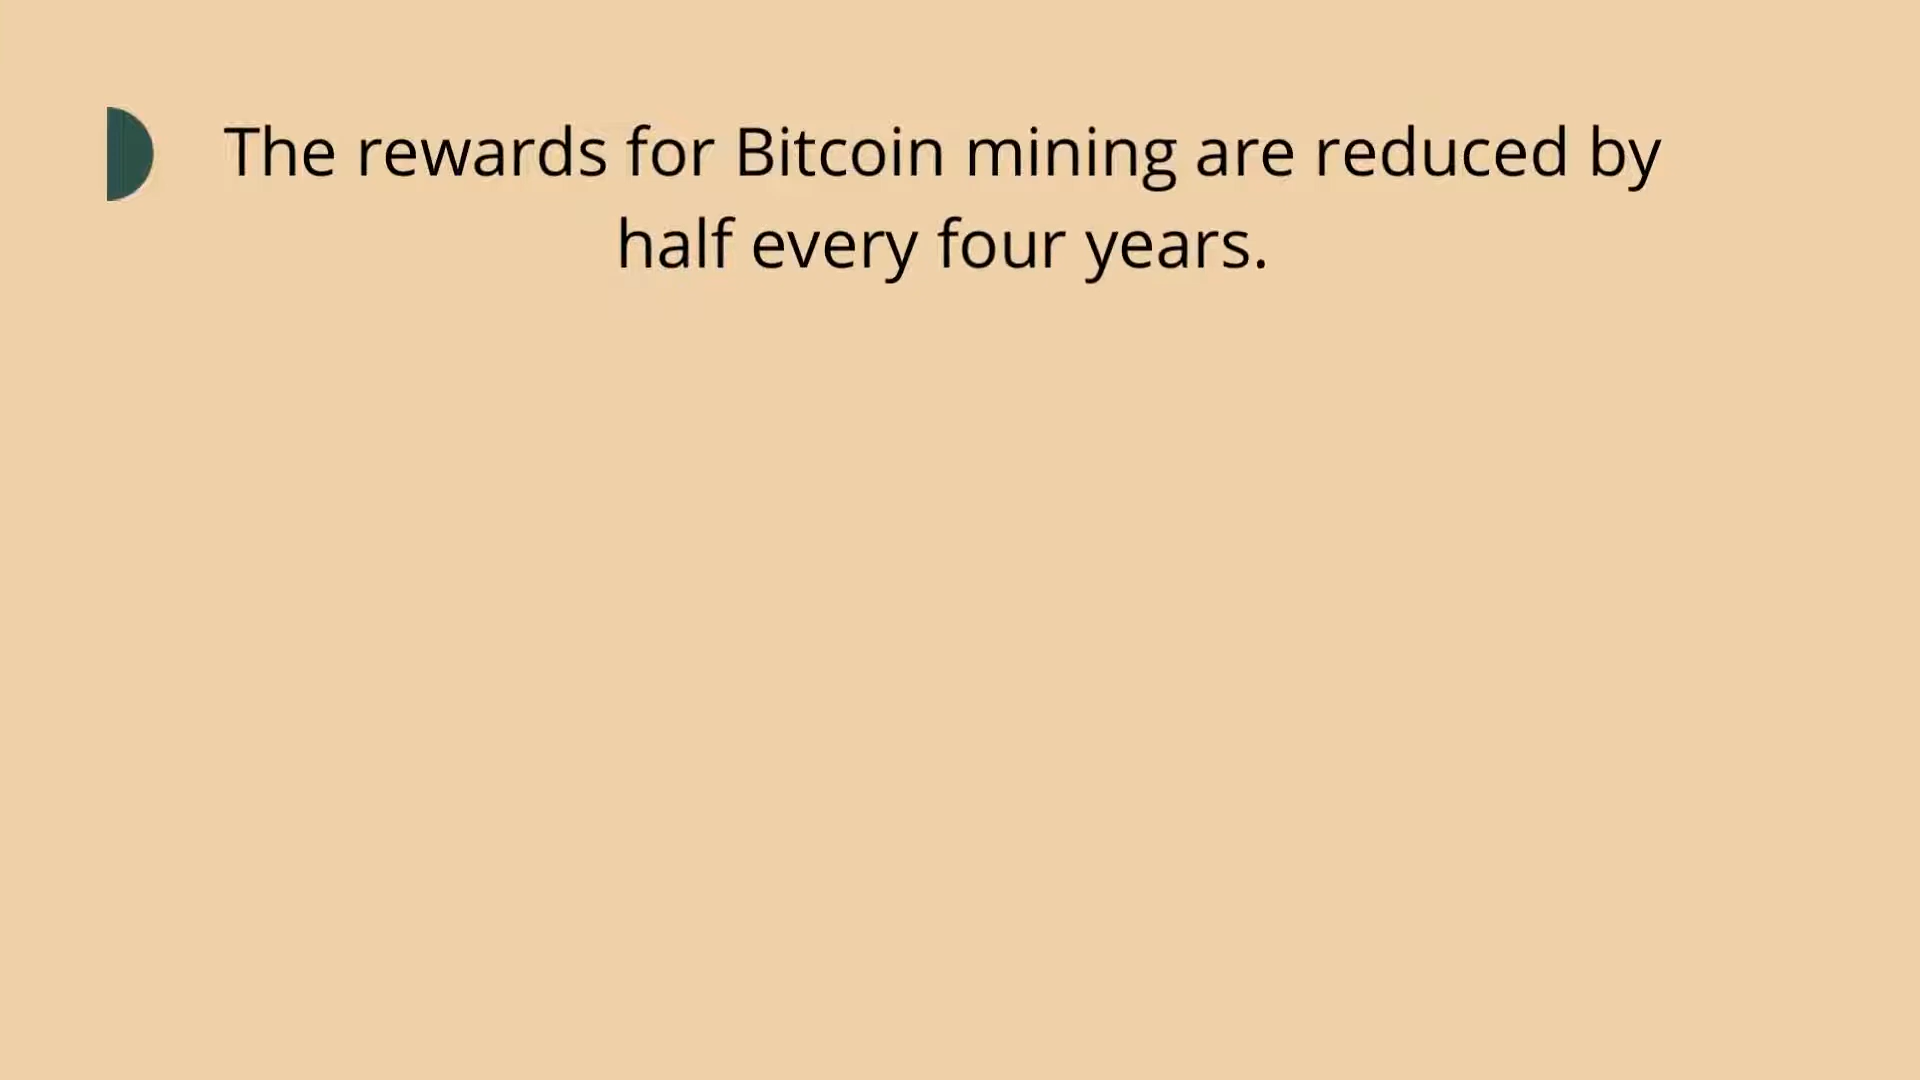 The rewards for Bitcoin mining are reduced by
half every four years.